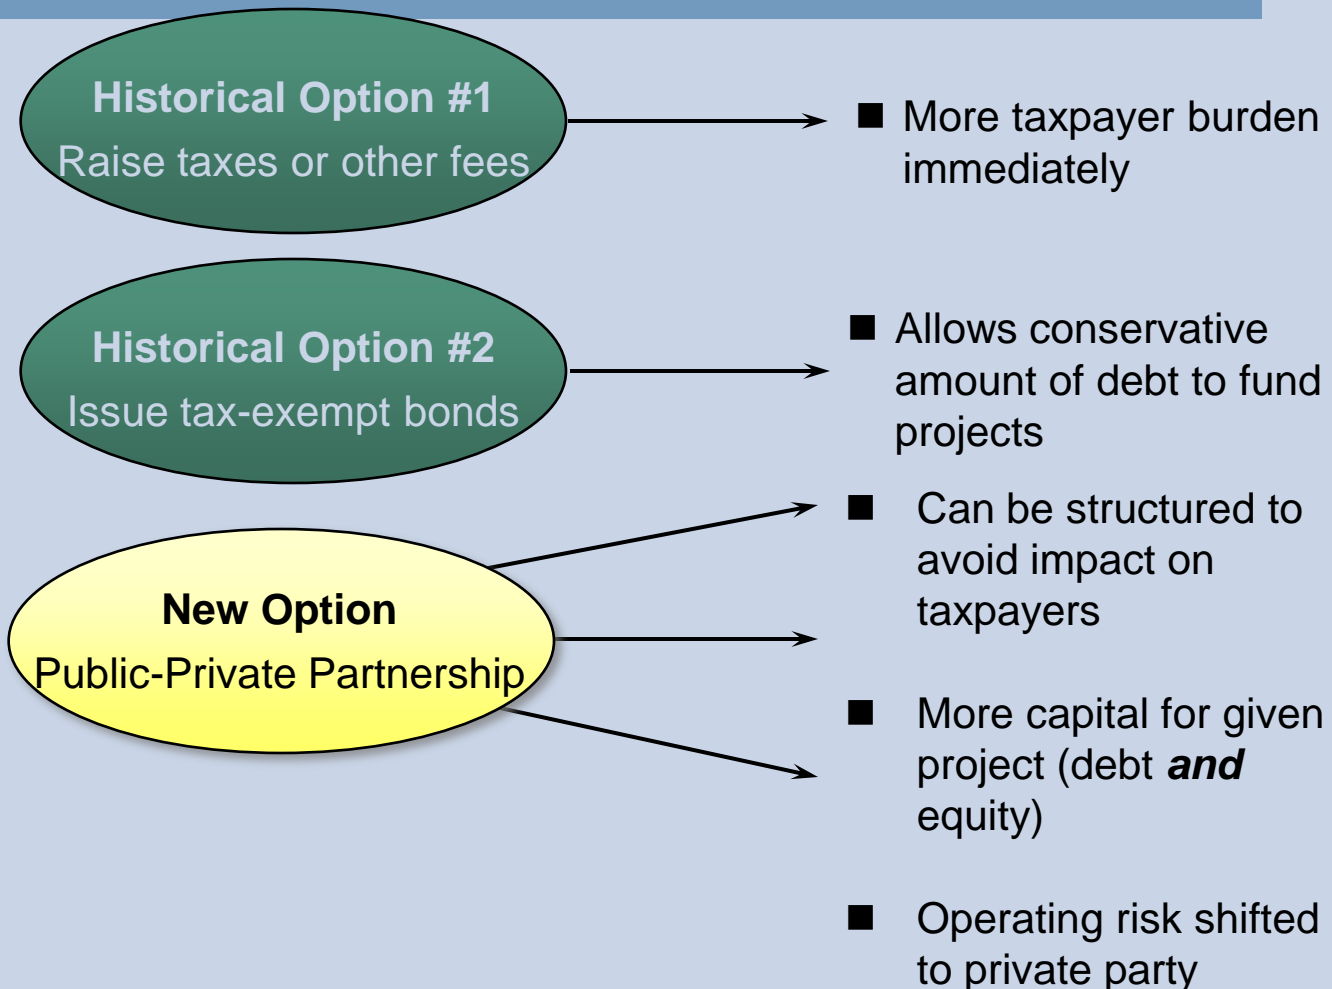 Historical Option #1
Raise taxes or other fees
■ More taxpayer burden
immediately
Historical Option #2
Issue tax-exempt bonds
■ Allows conservative
amount of debt to fund
projects
New Option
Public-Private Partnership
■ Can be structured to
avoid impact on
taxpayers
■ More capital for given
project (debt and
equity)
■ Operating risk shifted
to private party